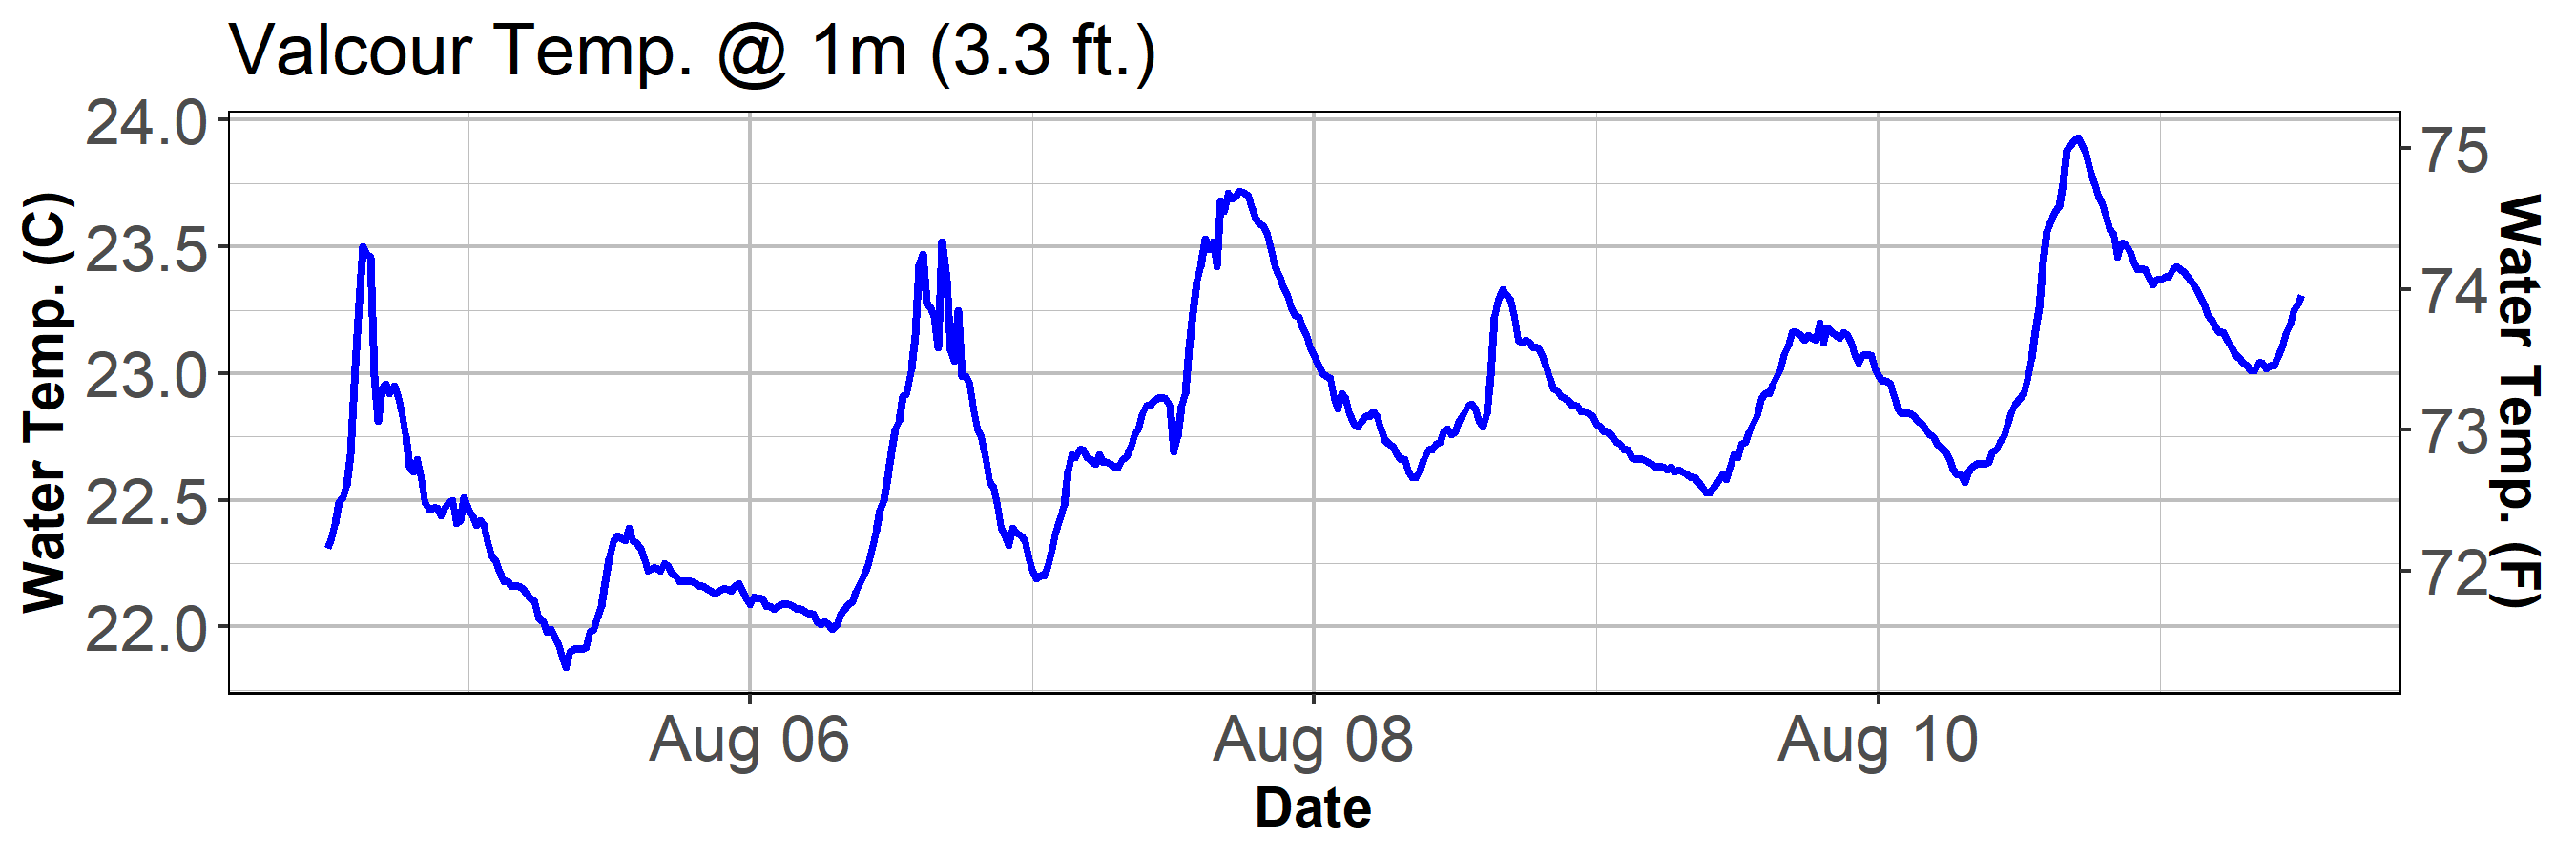 Valcour Temp. @ 1m (3.3 ft.)
24.0
23.5
23.0
22.5
22.0
Water Temp. (C)
75
74
73
72
Water Temp. (F)
Aug 06 Aug 08 Aug 10
Date